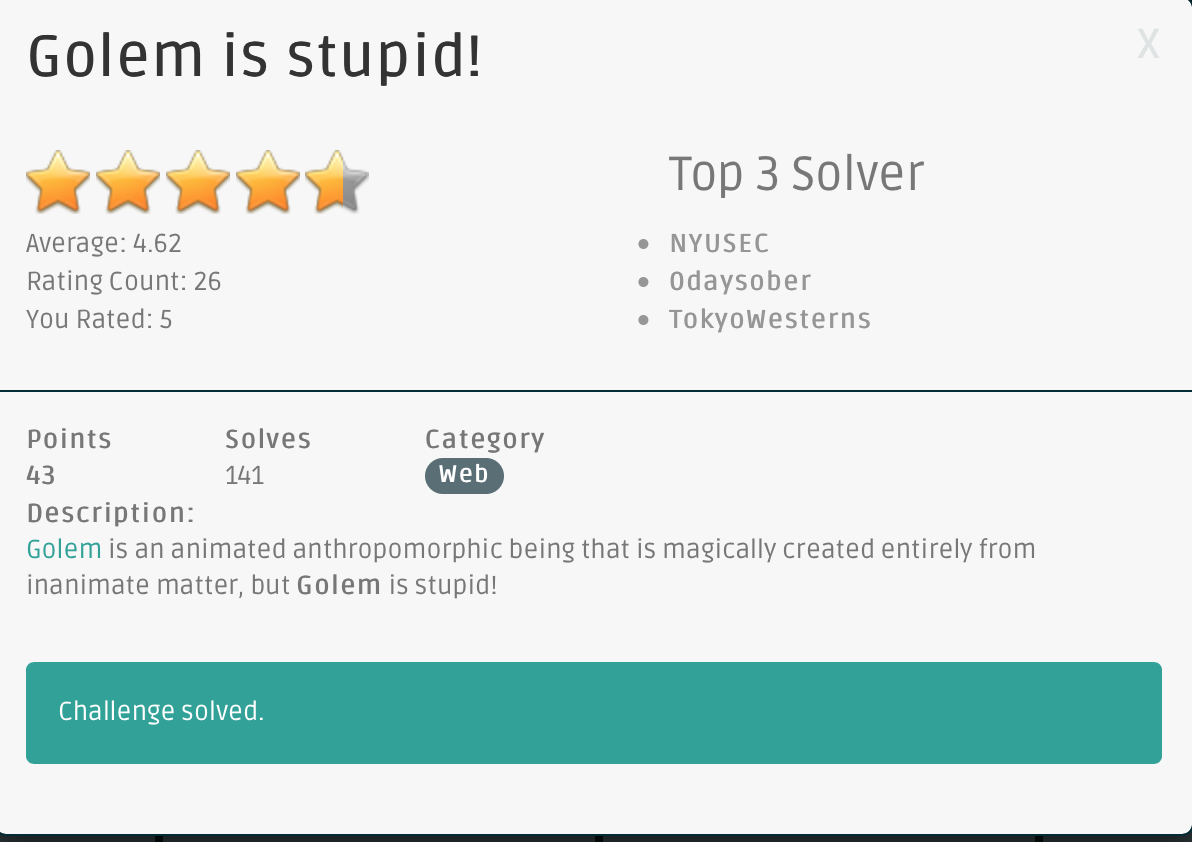 Golem is stupid!
X
Average: 4.62
Rating Count: 26
You Rated: 5
Top 3 Solver
NYUSEC
0daysober
TokyoWesterns
Points Solves Category
43 141 Web
Description:
Golem is an animated anthropomorphic being that is magically created entirely from
inanimate matter, but Golem is stupid!
Challenge solved.